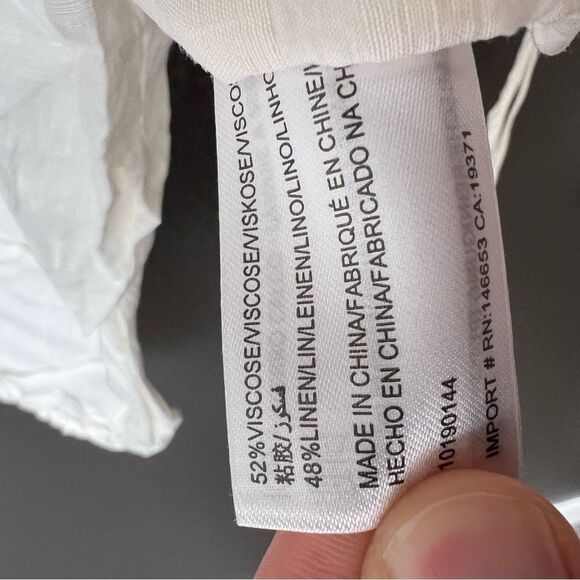 52%VISCOSE/VISCOSE/VISKOSE/VISCOS
粘胶/فسكوز
48%LINEN/LIN/LEINEN/LINO/LINO/LINHO
MADE IN CHINA/FABRIQUÉ EN CHINE/
HECHO EN CHINA/FABRICADO NA CH
10190144
IMPORT # RN:146653 CA:19371